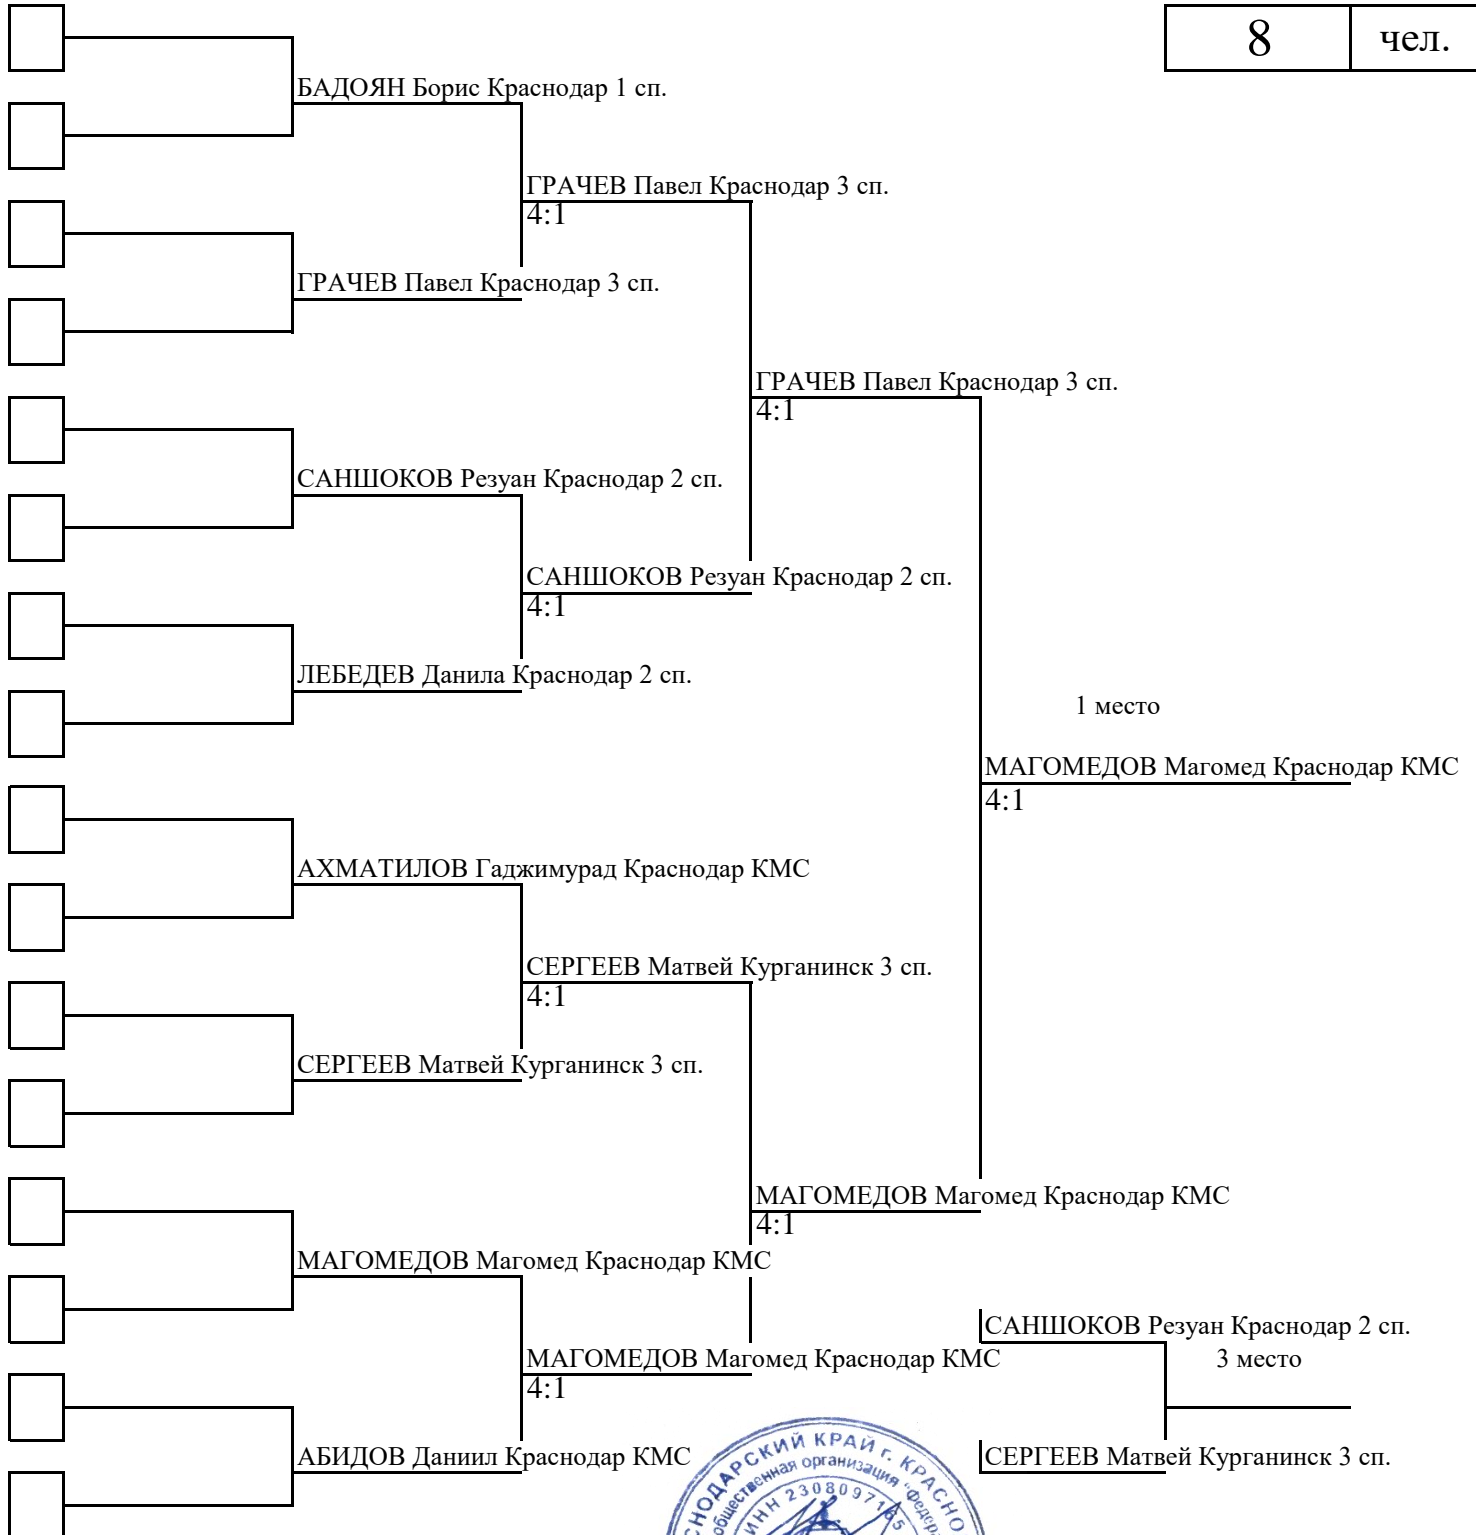 8 чел.
БАДОЯН Борис Краснодар 1 сп.
ГРАЧЕВ Павел Краснодар 3 сп.
4:1
ГРАЧЕВ Павел Краснодар 3 сп.
ГРАЧЕВ Павел Краснодар 3 сп.
4:1
САНШОКОВ Резуан Краснодар 2 сп.
САНШОКОВ Резуан Краснодар 2 сп.
4:1
ЛЕБЕДЕВ Данила Краснодар 2 сп.
1 место
МАГОМЕДОВ Магомед Краснодар КМС
4:1
АХМАТИЛОВ Гаджимурад Краснодар КМС
СЕРГЕЕВ Матвей Курганинск 3 сп.
4:1
СЕРГЕЕВ Матвей Курганинск 3 сп.
МАГОМЕДОВ Магомед Краснодар КМС
4:1
МАГОМЕДОВ Магомед Краснодар КМС
САНШОКОВ Резуан Краснодар 2 сп.
МАГОМЕДОВ Магомед Краснодар КМС
3 место
4:1
АБИДОВ Даниил Краснодар КМС
СЕРГЕЕВ Матвей Курганинск 3 сп.
КРАЙ г.
организация
ИНН 2308097165